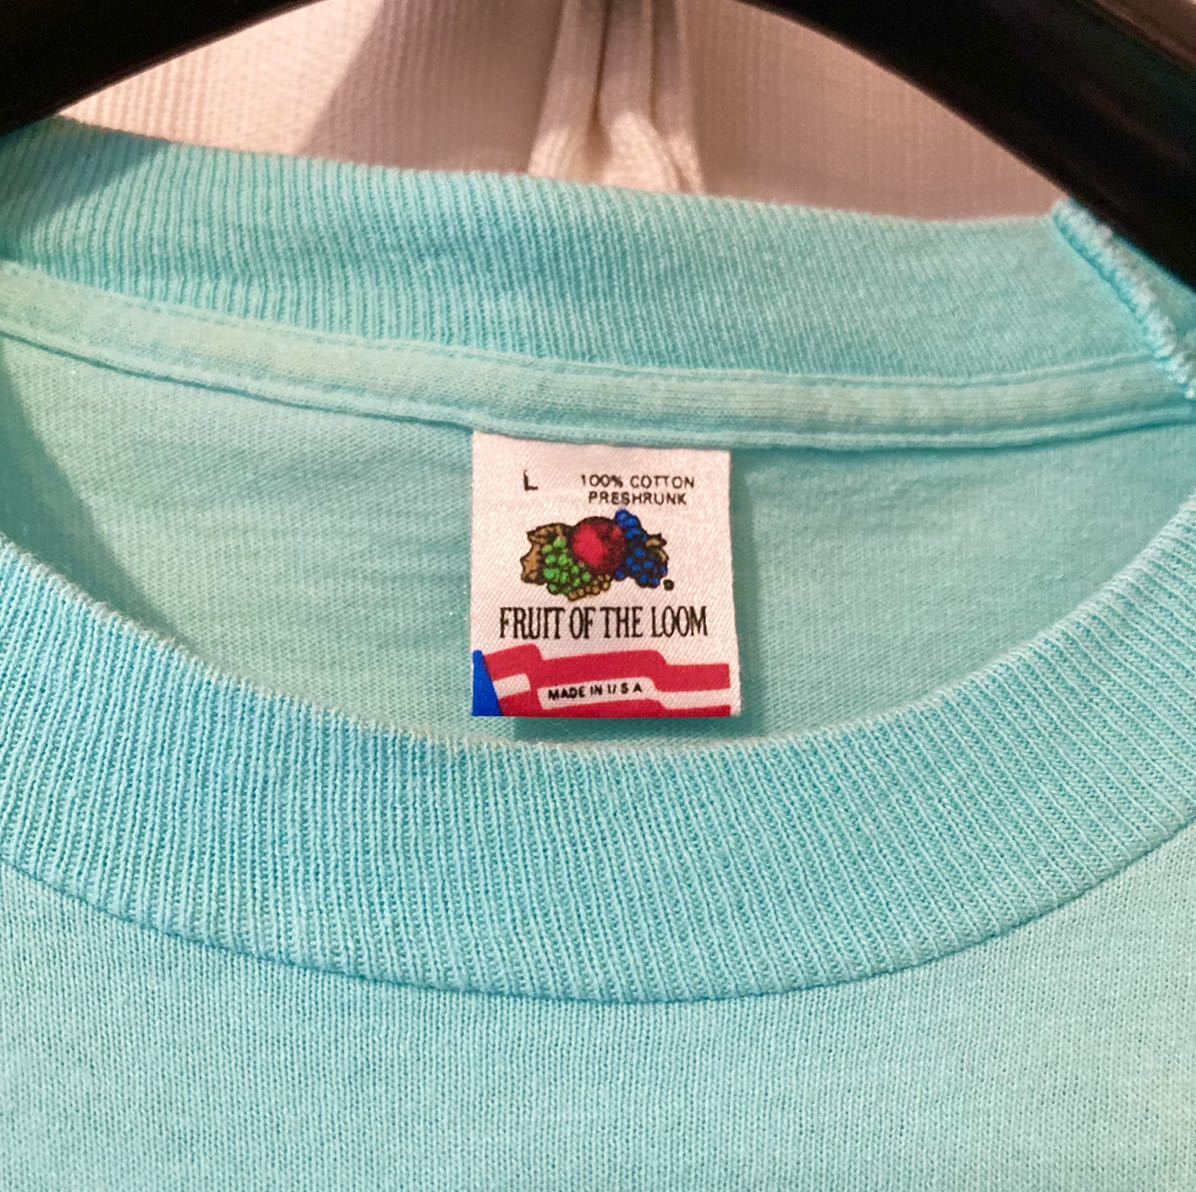 L 100% COTTON
PRESHRUNK
®
FRUIT OF THE LOOM
MADE IN U S A